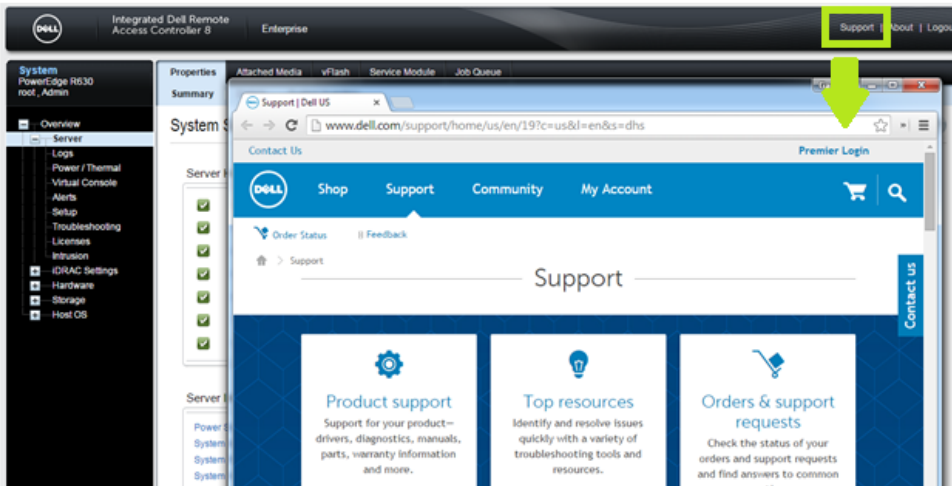 DELL
Integrated Dell Remote
Access Controller 8
Enterprise
Support | About | Logou
System
PowerEdge R630
root , Admin
Overview
Server
Logs
Power / Thermal
Virtual Console
Alerts
Setup
Troubleshooting
Licenses
Intrusion
iDRAC Settings
Hardware
Storage
Host OS
Properties Attached Media vFlash Service Module Job Queue
Summary
System S
Server H
Server I
Power S
System
System
System
Support | Dell US
www.dell.com/support/home/us/en/19?c=us&l=en&s=dhs
Contact Us
Premier Login
DELL Shop Support Community My Account
Order Status || Feedback
> Support
Support
Contact us
Product support
Support for your product—
drivers, diagnostics, manuals,
parts, warranty information
and more.
Top resources
Identify and resolve issues
quickly with a variety of
troubleshooting tools and
resources.
Orders & support
requests
Check the status of your
orders and support requests
and find answers to common